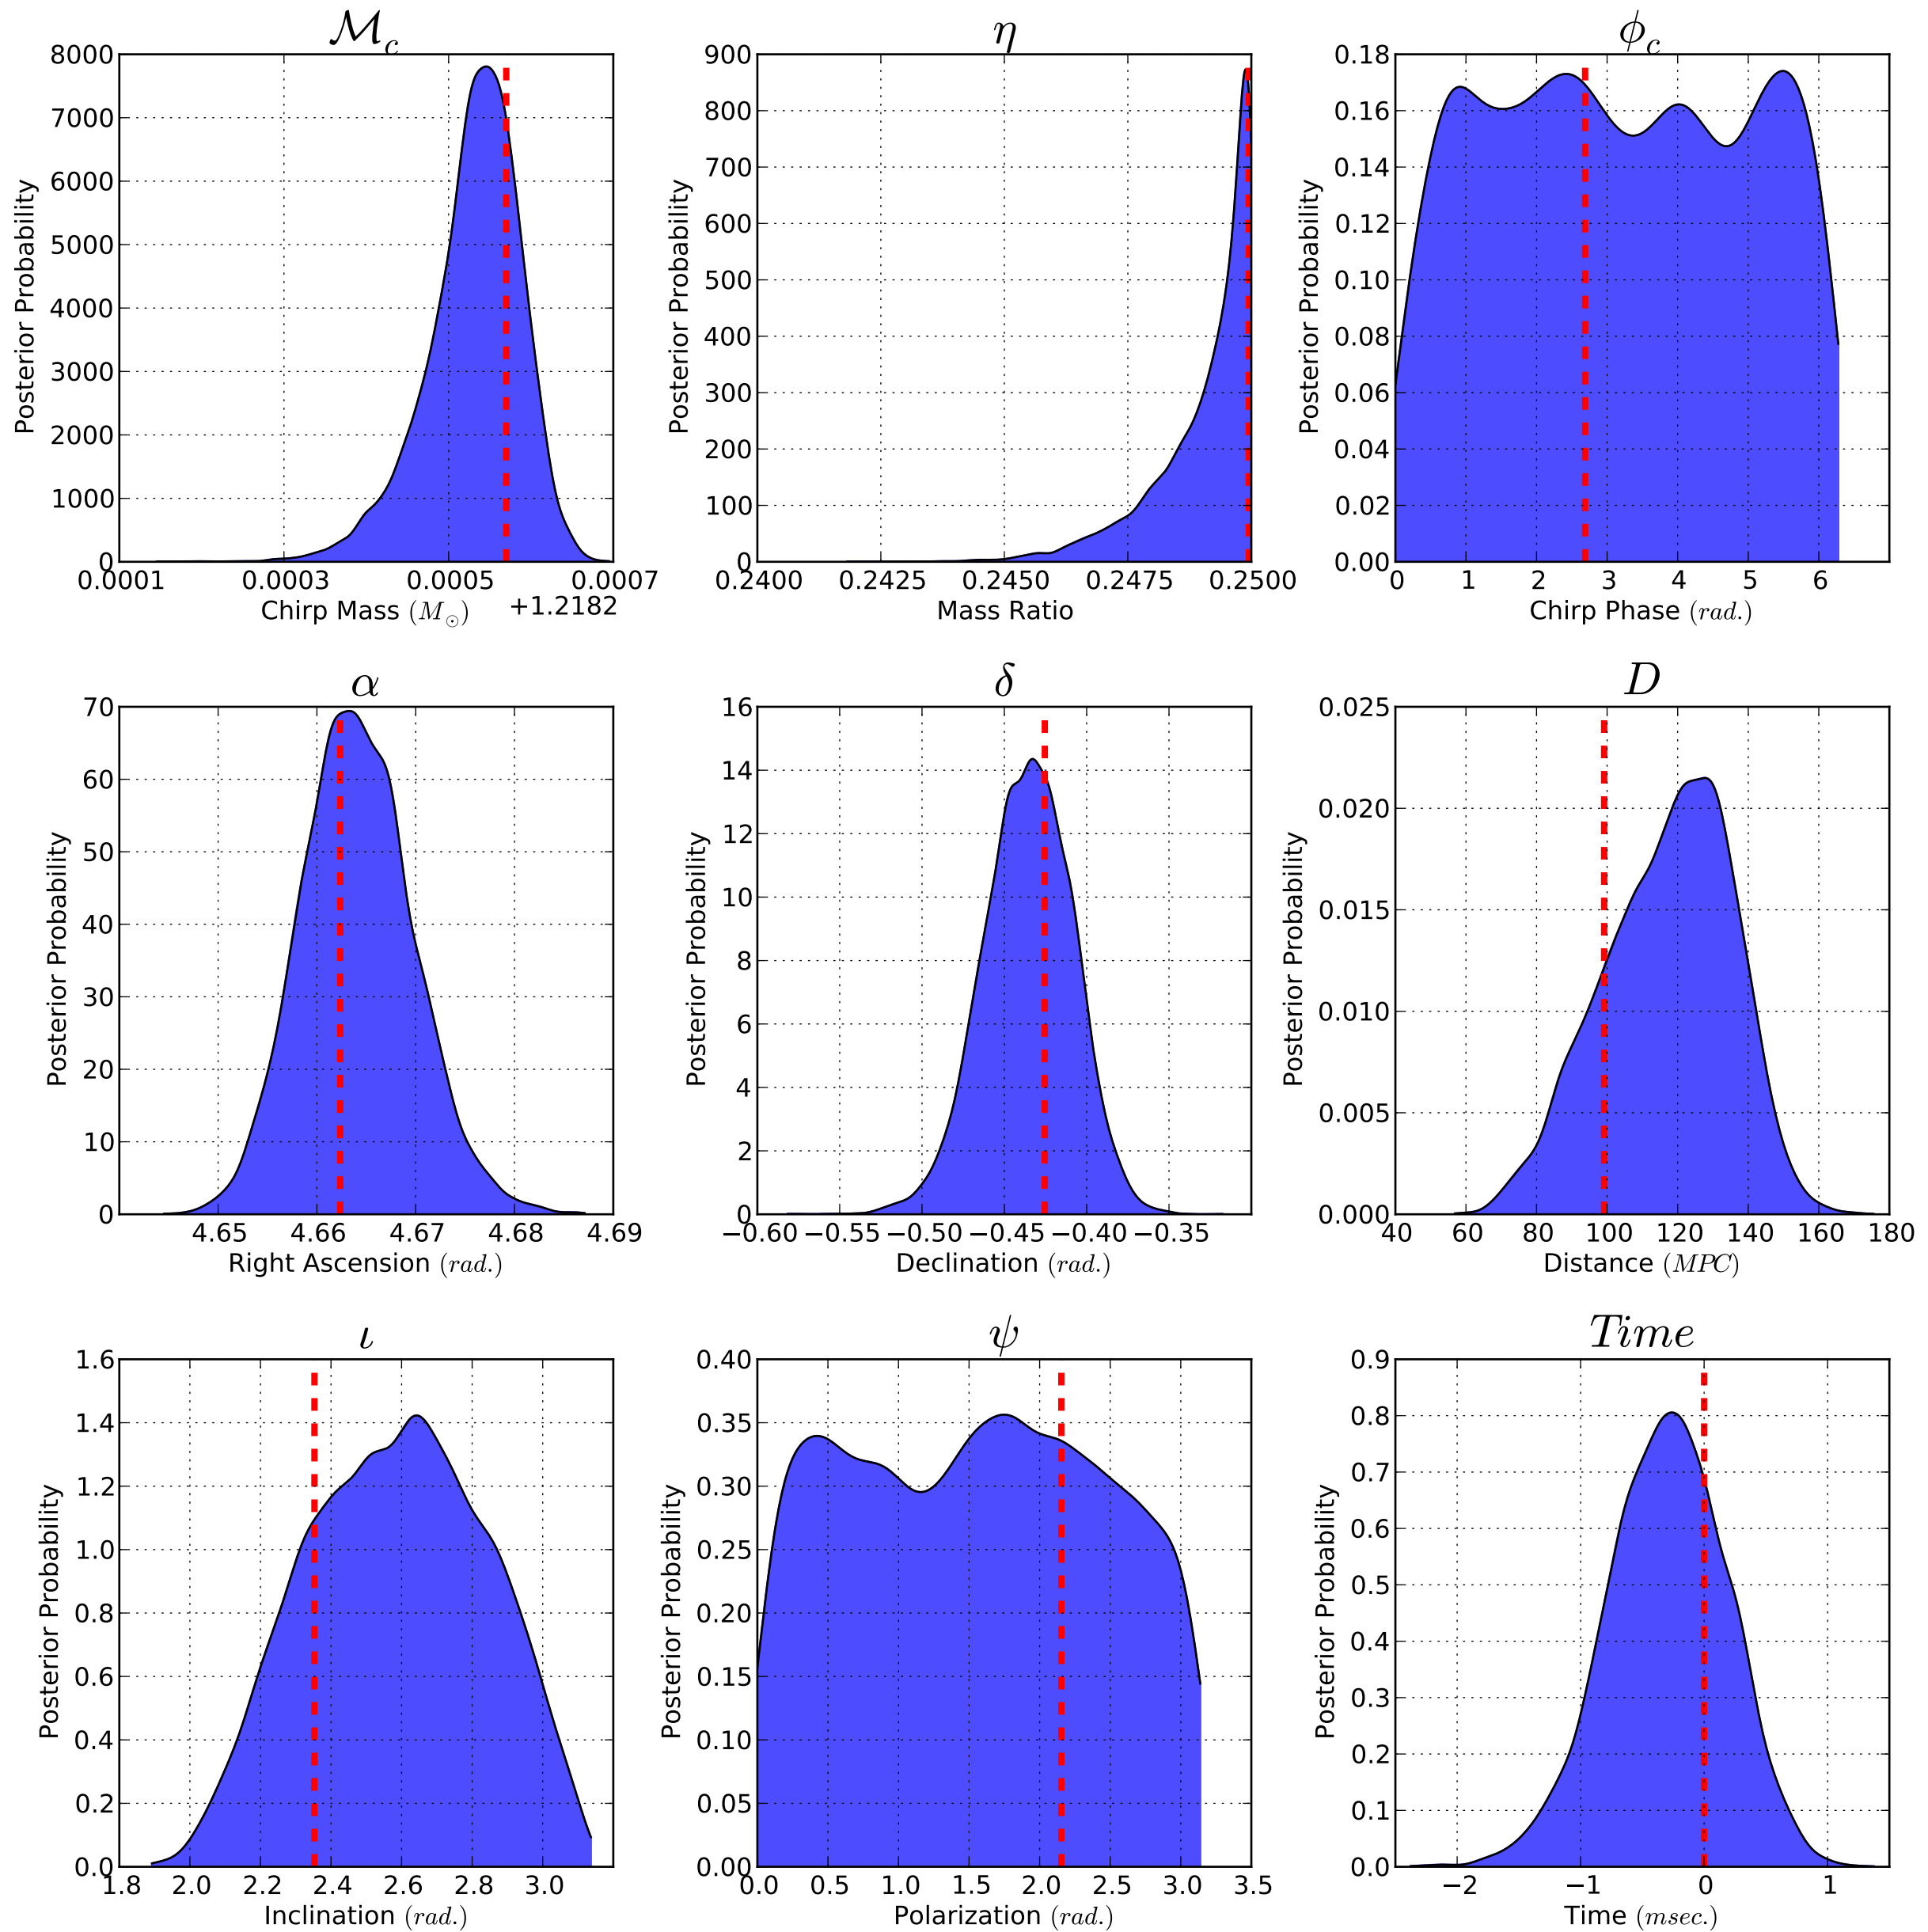 ℳc
Posterior Probability
8000
7000
6000
5000
4000
3000
2000
1000
0
0.0001 0.0003 0.0005 0.0007
Chirp Mass (M⊙) +1.2182
η
Posterior Probability
900
800
700
600
500
400
300
200
100
0
0.2400 0.2425 0.2450 0.2475 0.2500
Mass Ratio
ϕc
Posterior Probability
0.18
0.16
0.14
0.12
0.10
0.08
0.06
0.04
0.02
0.00
0 1 2 3 4 5 6
Chirp Phase (rad.)
α
Posterior Probability
70
60
50
40
30
20
10
0
4.65 4.66 4.67 4.68 4.69
Right Ascension (rad.)
δ
Posterior Probability
16
14
12
10
8
6
4
2
0
−0.60 −0.55 −0.50 −0.45 −0.40 −0.35
Declination (rad.)
D
Posterior Probability
0.025
0.020
0.015
0.010
0.005
0.000
40 60 80 100 120 140 160 180
Distance (MPC)
ι
Posterior Probability
1.6
1.4
1.2
1.0
0.8
0.6
0.4
0.2
0.0
1.8 2.0 2.2 2.4 2.6 2.8 3.0
Inclination (rad.)
ψ
Posterior Probability
0.40
0.35
0.30
0.25
0.20
0.15
0.10
0.05
0.00
0.0 0.5 1.0 1.5 2.0 2.5 3.0 3.5
Polarization (rad.)
Time
Posterior Probability
0.9
0.8
0.7
0.6
0.5
0.4
0.3
0.2
0.1
0.0
−2 −1 0 1
Time (msec.)